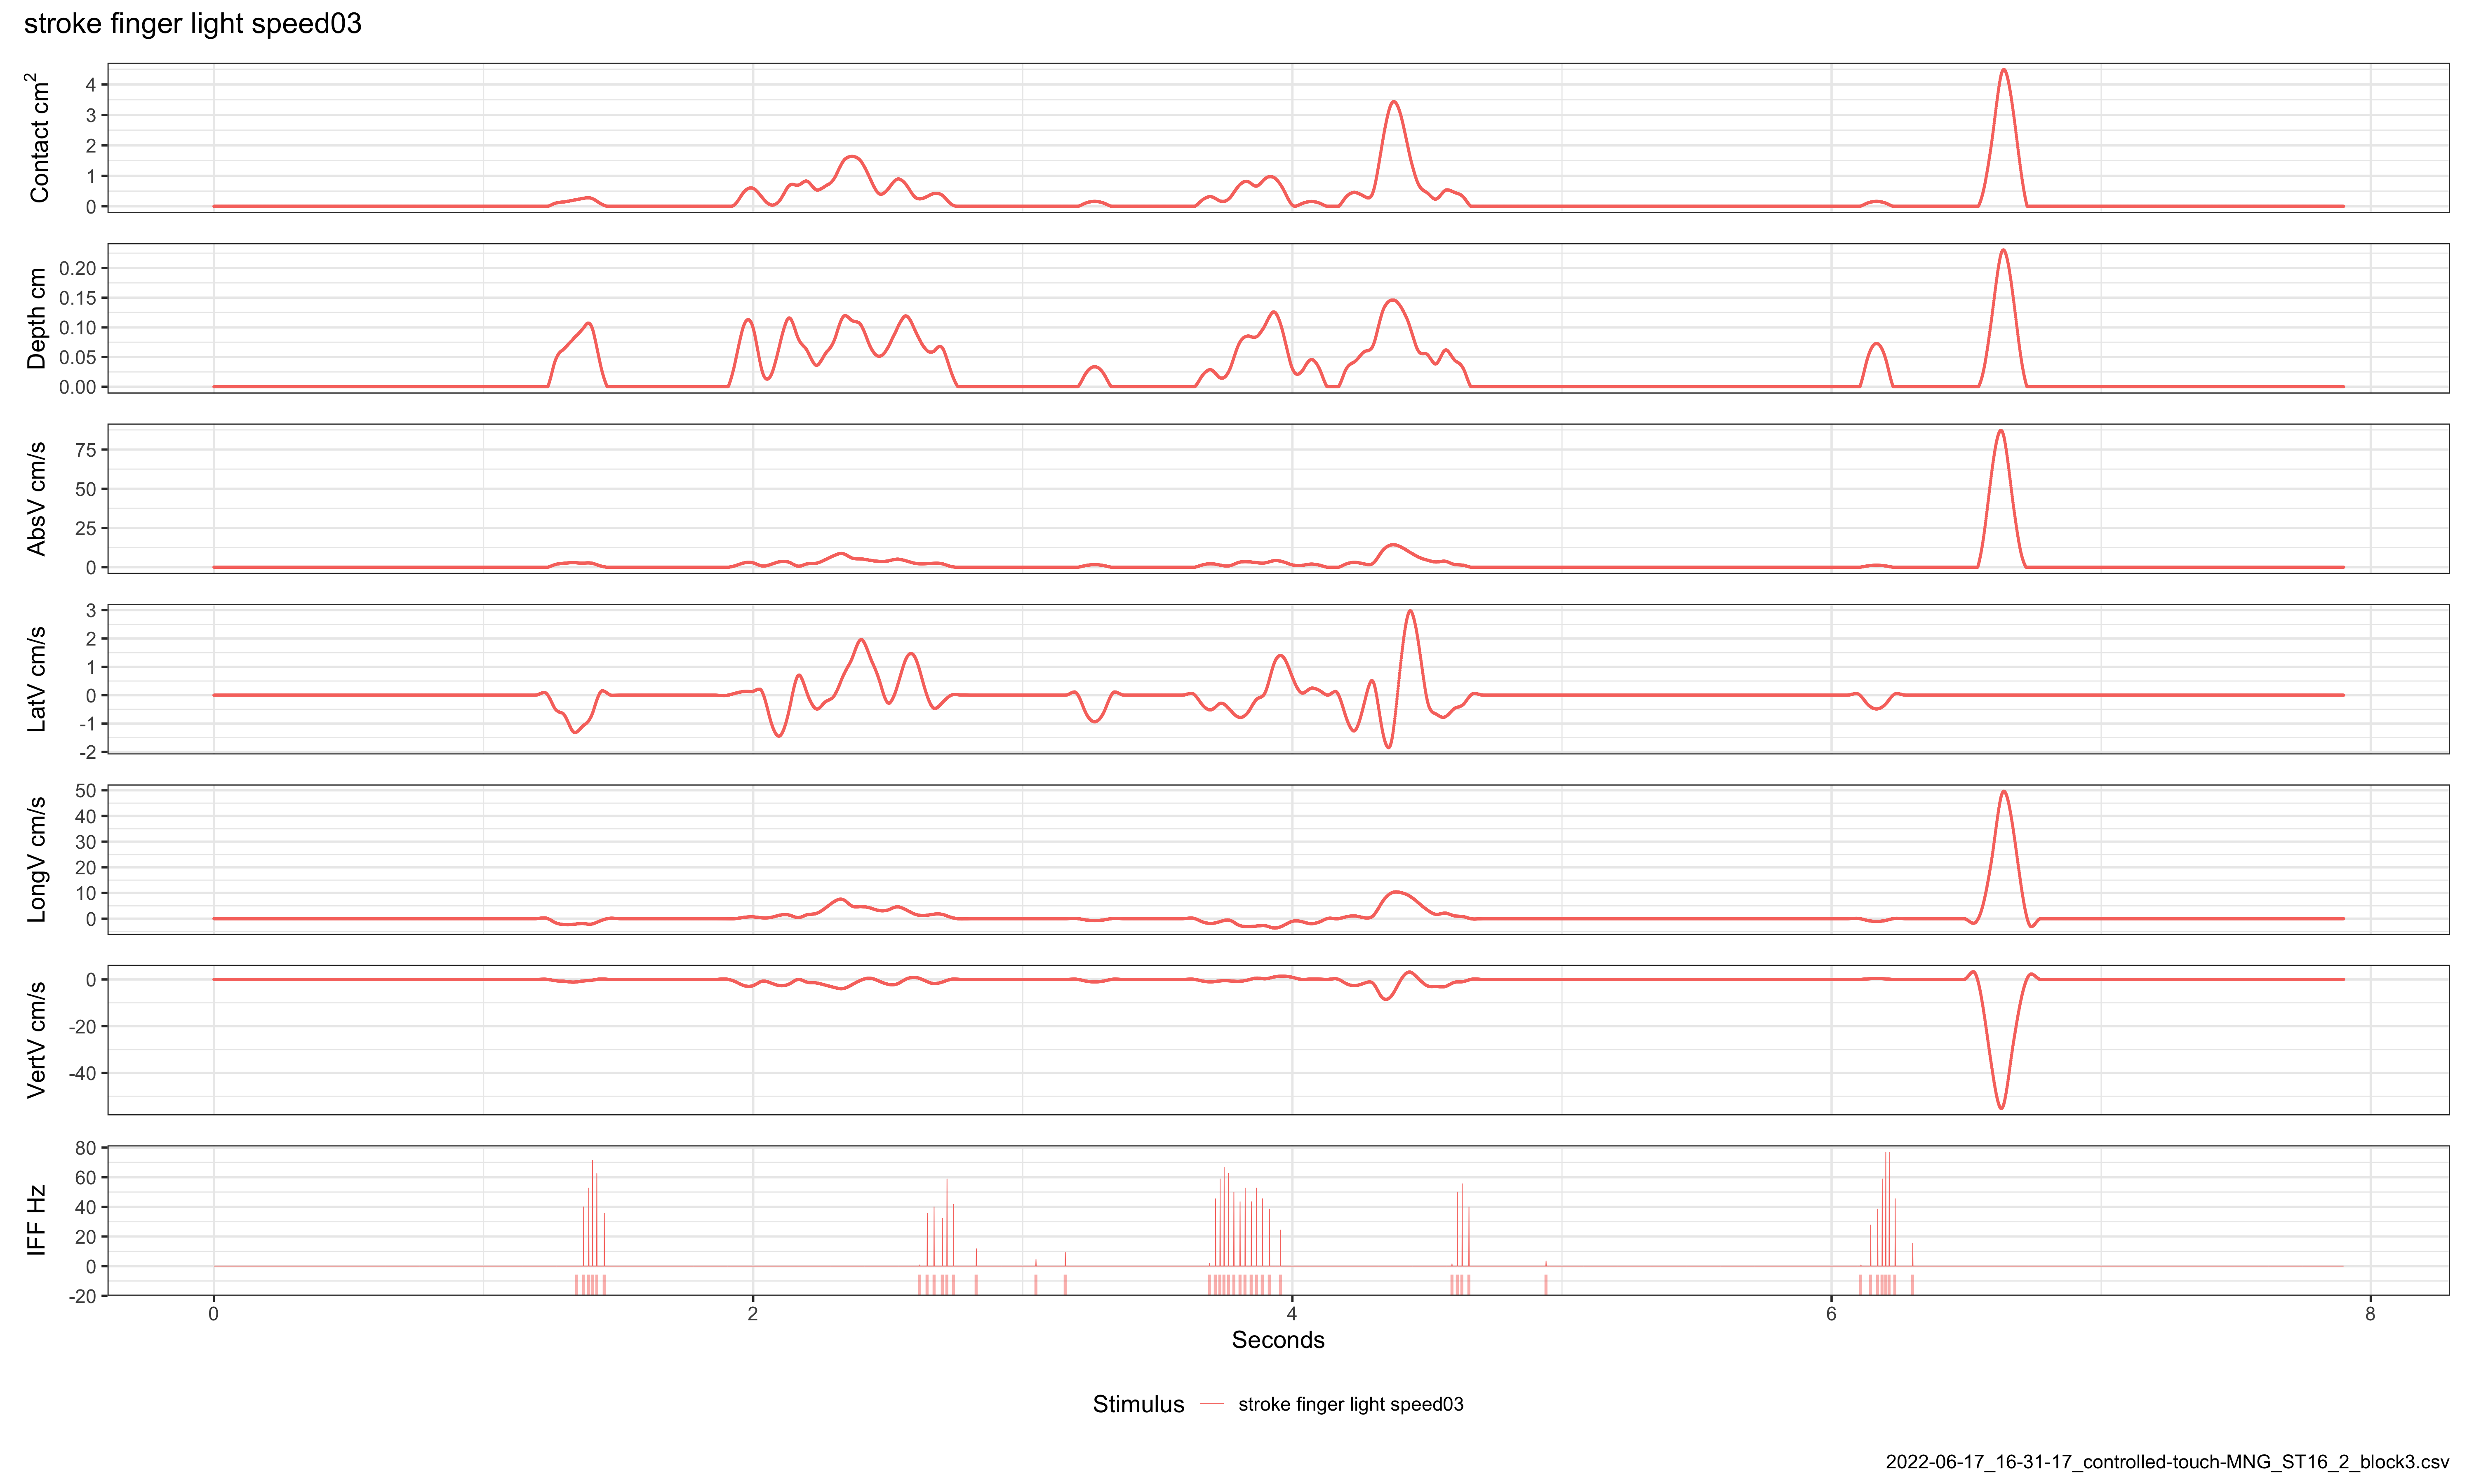 stroke finger light speed03
Contact cm²
4
3
2
1
0
Depth cm
0.20
0.15
0.10
0.05
0.00
AbsV cm/s
75
50
25
0
LatV cm/s
3
2
1
0
-1
-2
LongV cm/s
50
40
30
20
10
0
VertV cm/s
0
-20
-40
IFF Hz
80
60
40
20
0
-20
0 2 4 6 8
Seconds
Stimulus stroke finger light speed03
2022-06-17_16-31-17_controlled-touch-MNG_ST16_2_block3.csv